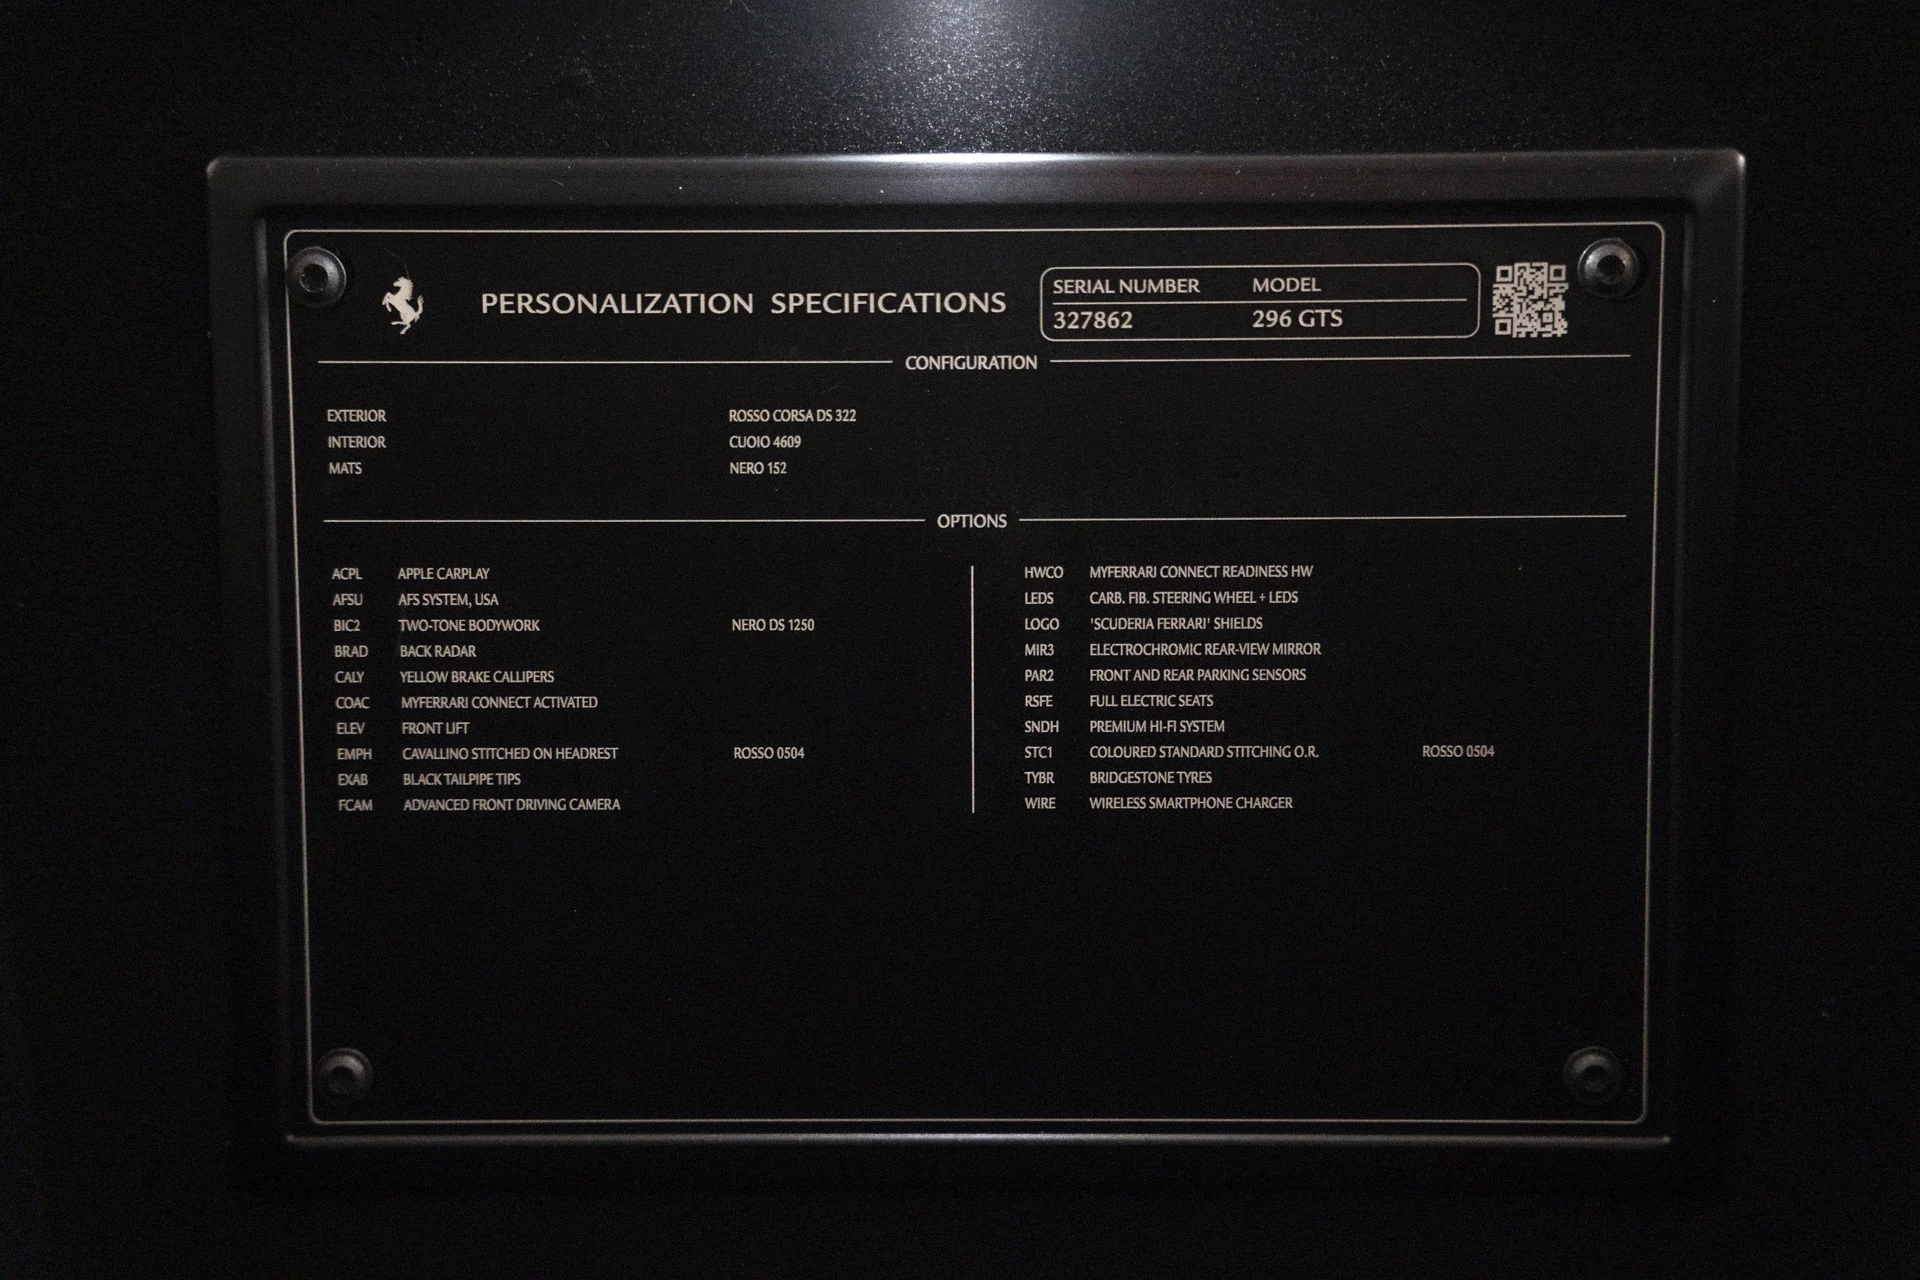 PERSONALIZATION SPECIFICATIONS
SERIAL NUMBER MODEL
327862 296 GTS
CONFIGURATION
EXTERIOR ROSSO CORSA DS 322
INTERIOR CUOIO 4609
MATS NERO 152
OPTIONS
ACPL APPLE CARPLAY
AFSU AFS SYSTEM, USA
BIC2 TWO-TONE BODYWORK NERO DS 1250
BRAD BACK RADAR
CALY YELLOW BRAKE CALLIPERS
COAC MYFERRARI CONNECT ACTIVATED
ELEV FRONT LIFT
EMPH CAVALLINO STITCHED ON HEADREST ROSSO 0504
EXAB BLACK TAILPIPE TIPS
FCAM ADVANCED FRONT DRIVING CAMERA
HWCO MYFERRARI CONNECT READINESS HW
LEDS CARB. FIB. STEERING WHEEL + LEDS
LOGO 'SCUDERIA FERRARI' SHIELDS
MIR3 ELECTROCHROMIC REAR-VIEW MIRROR
PAR2 FRONT AND REAR PARKING SENSORS
RSFE FULL ELECTRIC SEATS
SNDH PREMIUM HI-FI SYSTEM
STC1 COLOURED STANDARD STITCHING O.R. ROSSO 0504
TYBR BRIDGESTONE TYRES
WIRE WIRELESS SMARTPHONE CHARGER